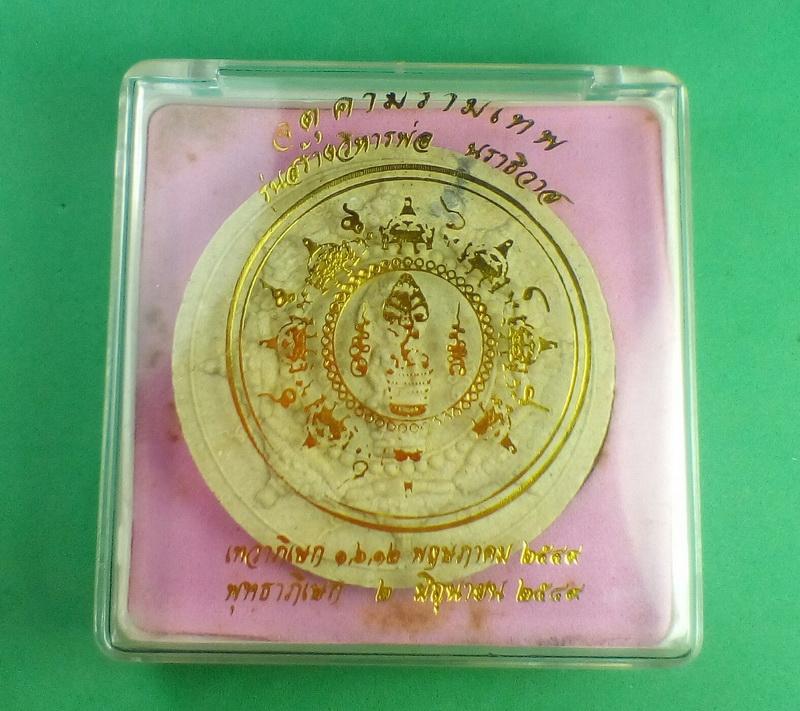 จตุคามรามเทพ
รุ่นสร้างวิหารพ่อ นราธิวาส
เทวาภิเษก ๑,๖,๑๒ พฤษภาคม ๒๕๔๙
พุทธาภิเษก ๒ มิถุนายน ๒๕๔๙